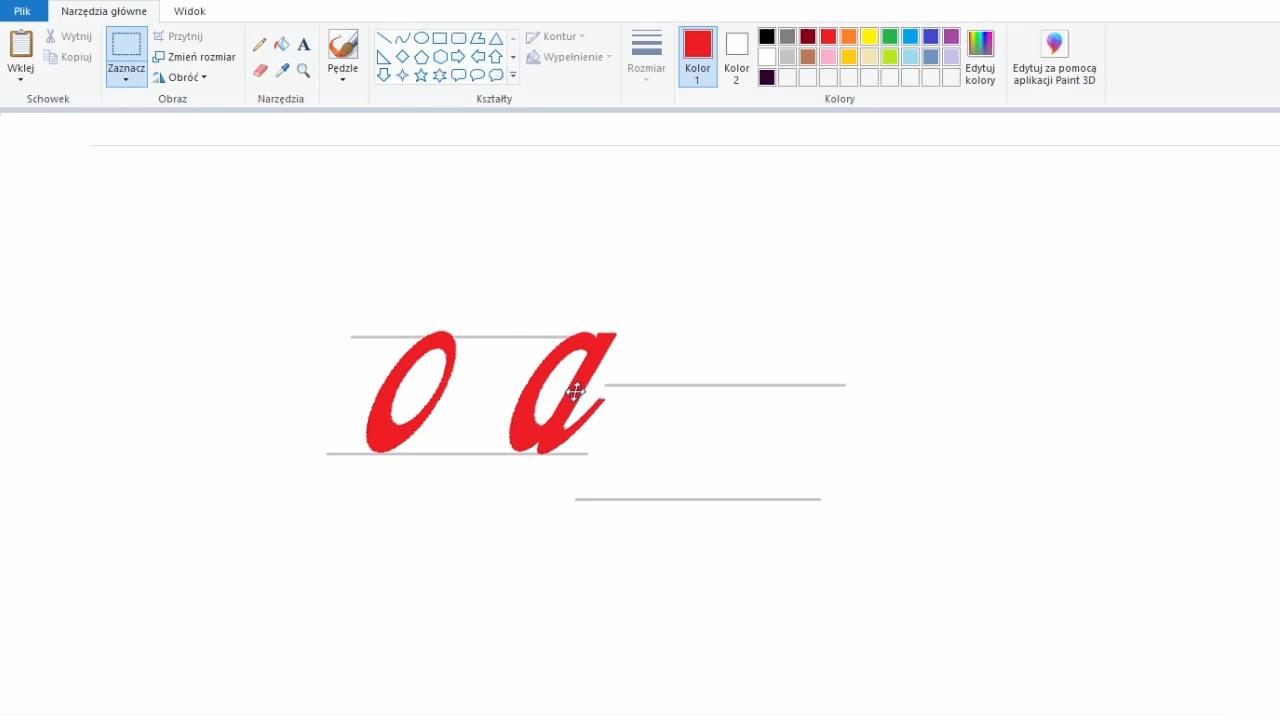 Plik Narzędzia główne Widok
Wklej Wytnij Kopiuj Schowek
Zaznacz Przytnij Zmień rozmiar Obróć Obraz
A Narzędzia
Pędzle
Kształty
Kontur Wypełnienie
Rozmiar
Kolor 1 Kolor 2 Edytuj kolory Kolory
Edytuj za pomocą aplikacji Paint 3D
o a